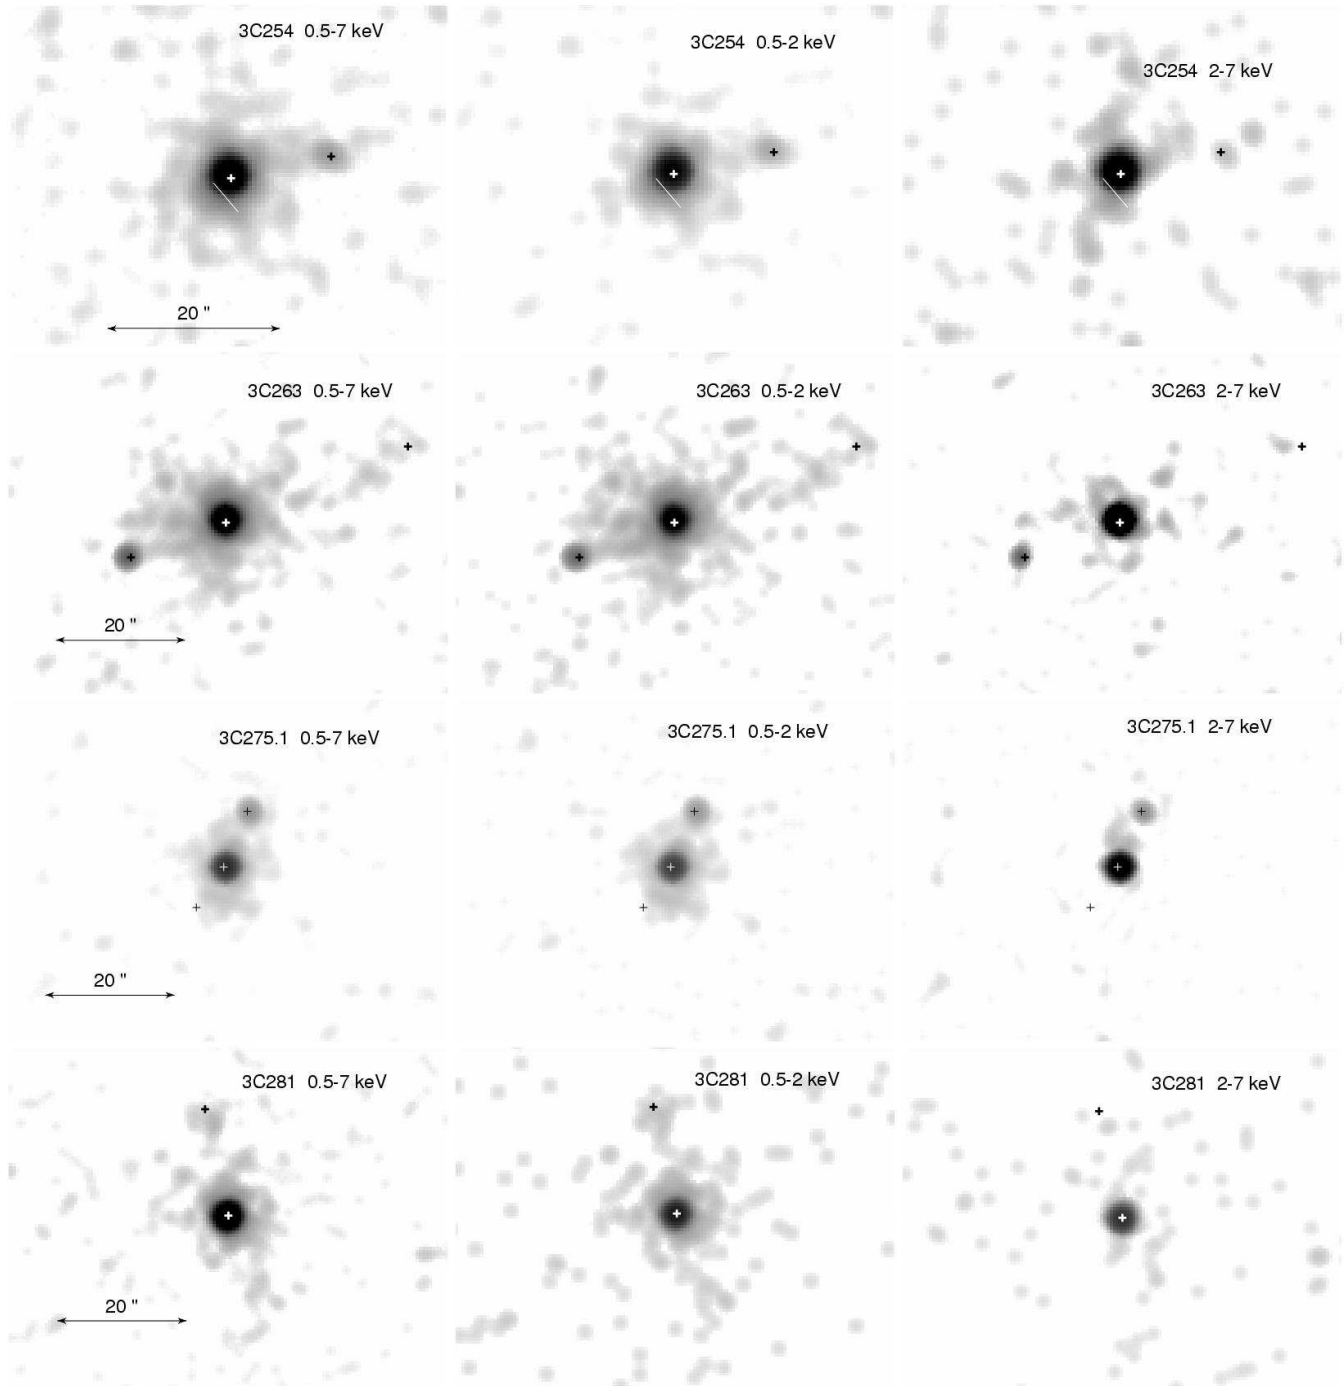 3C254 0.5-7 keV
3C254 0.5-2 keV
3C254 2-7 keV
20 "
3C263 0.5-7 keV
3C263 0.5-2 keV
3C263 2-7 keV
20 "
3C275.1 0.5-7 keV
3C275.1 0.5-2 keV
3C275.1 2-7 keV
20 "
3C281 0.5-7 keV
3C281 0.5-2 keV
3C281 2-7 keV
20 "